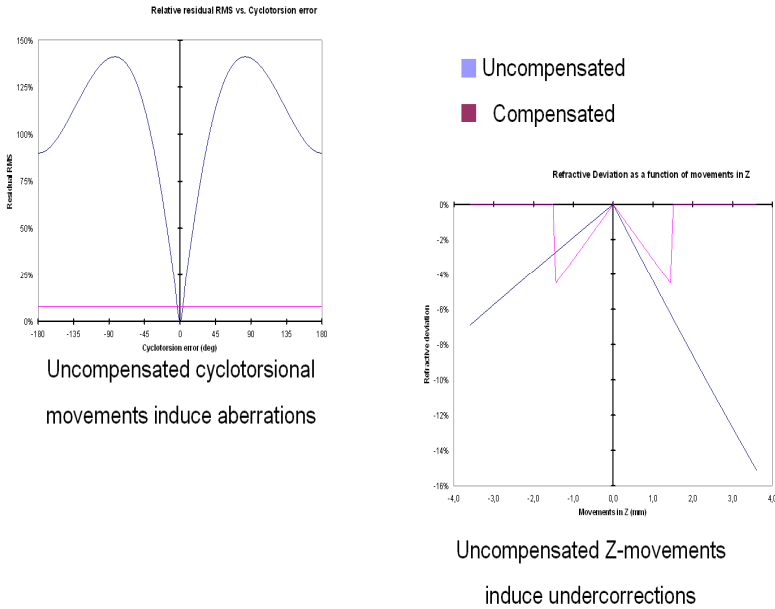 Relative residual RMS vs. Cyclotorsion error
150%
125%
100%
75%
50%
25%
0%
Residual RMS
-180 -135 -90 -45 0 45 90 135 180
Cyclotorsion error (deg)
Uncompensated cyclotorsional
movements induce aberrations
Uncompensated
Compensated
Refractive Deviation as a function of movements in Z
0%
-2%
-4%
-6%
-8%
-10%
-12%
-14%
-16%
Refractive deviation
-4,0 -3,0 -2,0 -1,0 0,0 1,0 2,0 3,0 4,0
Movements in Z (mm)
Uncompensated Z-movements
induce undercorrections